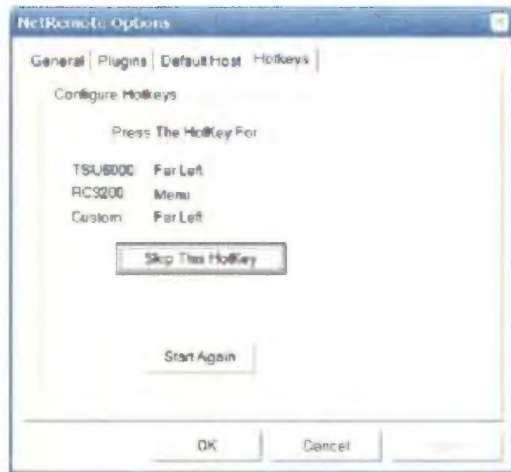 NetRemote Options
General Plugins Default Host Hotkeys
Configure Hotkeys
Press The HotKey For
TSU6000 Far Left
RC9200 Menu
Custom Far Left
Skip This HotKey
Start Again
OK Cancel